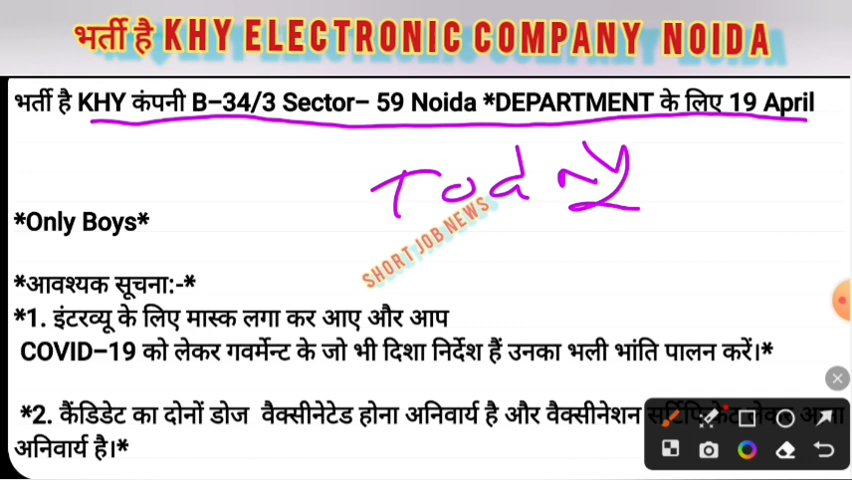 भर्ती है KHY ELECTRONIC COMPANY NOIDA
भर्ती है KHY कंपनी B–34/3 Sector– 59 Noida *DEPARTMENT के लिए 19 April
Today
*Only Boys*
SHORT JOB NEWS
*आवश्यक सूचना:-*
*1. इंटरव्यू के लिए मास्क लगा कर आए और आप
COVID–19 को लेकर गवर्मेन्ट के जो भी दिशा निर्देश हैं उनका भली भांति पालन करें।*
*2. कैंडिडेट का दोनों डोज वैक्सीनेटेड होना अनिवार्य है और वैक्सीनेशन
अनिवार्य है।*